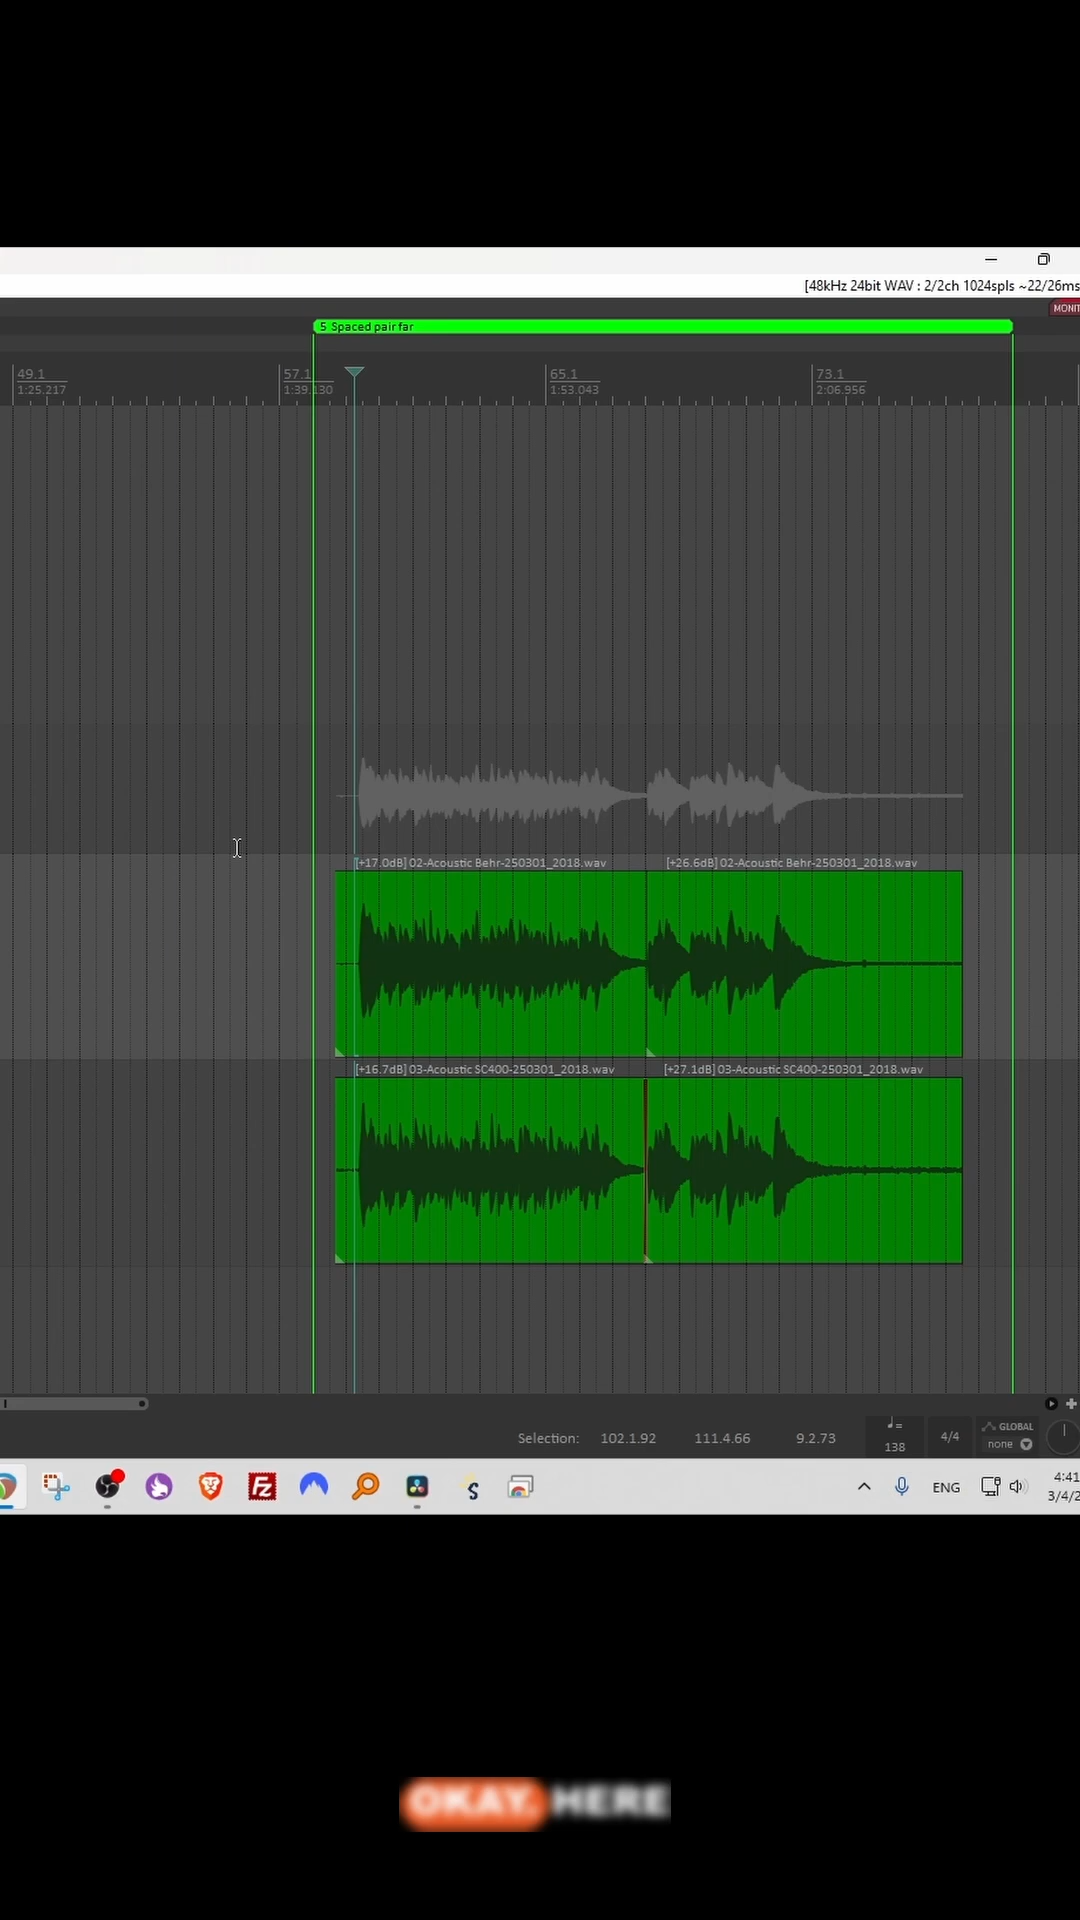 [48kHz 24bit WAV : 2/2ch 1024spls ~22/26ms
MONIT
5 Spaced pair far
49.1 57.1 65.1 73.1
1:25.217 1:39.130 1:53.043 2:06.956
[+17.0dB] 02-Acoustic Behr-250301_2018.wav [+26.6dB] 02-Acoustic Behr-250301_2018.wav
[+16.7dB] 03-Acoustic SC400-250301_2018.wav [+27.1dB] 03-Acoustic SC400-250301_2018.wav
GLOBAL
Selection: 102.1.92 111.4.66 9.2.73 138 4/4 none
Fz S ENG 4:41
3/4/2
OKAY. HERE